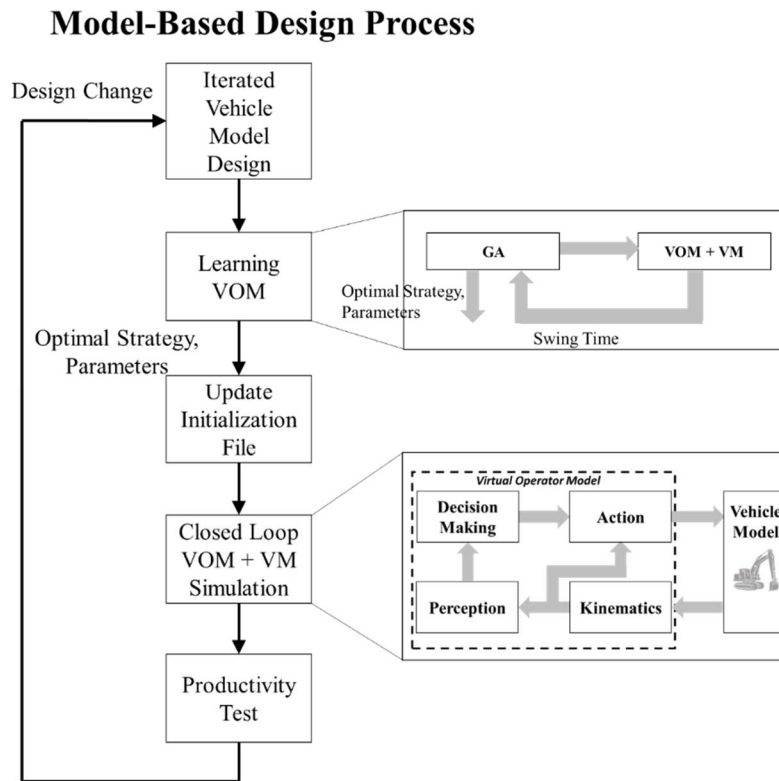 Model-Based Design Process
Design Change
Iterated
Vehicle
Model
Design
Learning
VOM
GA
VOM + VM
Optimal Strategy,
Parameters
Swing Time
Optimal Strategy,
Parameters
Update
Initialization
File
Closed Loop
VOM + VM
Simulation
Virtual Operator Model
Decision
Making
Action
Vehicle
Model
Perception
Kinematics
Productivity
Test